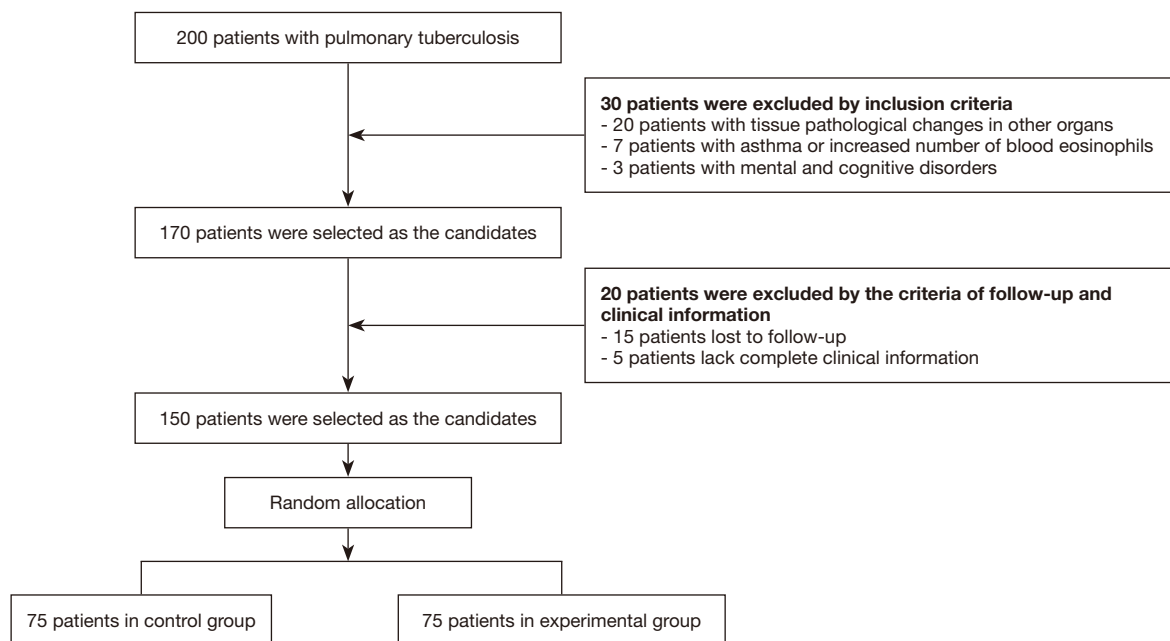 200 patients with pulmonary tuberculosis
30 patients were excluded by inclusion criteria
- 20 patients with tissue pathological changes in other organs
- 7 patients with asthma or increased number of blood eosinophils
- 3 patients with mental and cognitive disorders
170 patients were selected as the candidates
20 patients were excluded by the criteria of follow-up and
clinical information
- 15 patients lost to follow-up
- 5 patients lack complete clinical information
150 patients were selected as the candidates
Random allocation
75 patients in control group
75 patients in experimental group